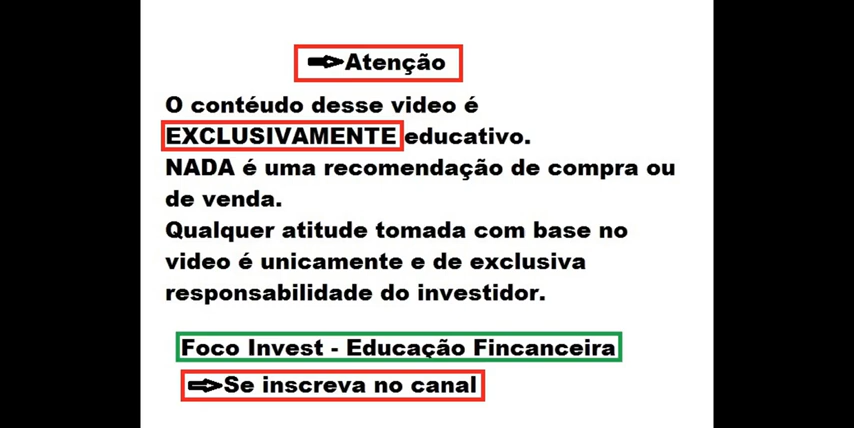 ⇨Atenção
O contéudo desse video é
EXCLUSIVAMENTE educativo.
NADA é uma recomendação de compra ou
de venda.
Qualquer atitude tomada com base no
video é unicamente e de exclusiva
responsabilidade do investidor.
Foco Invest - Educação Fincanceira
⇨Se inscreva no canal